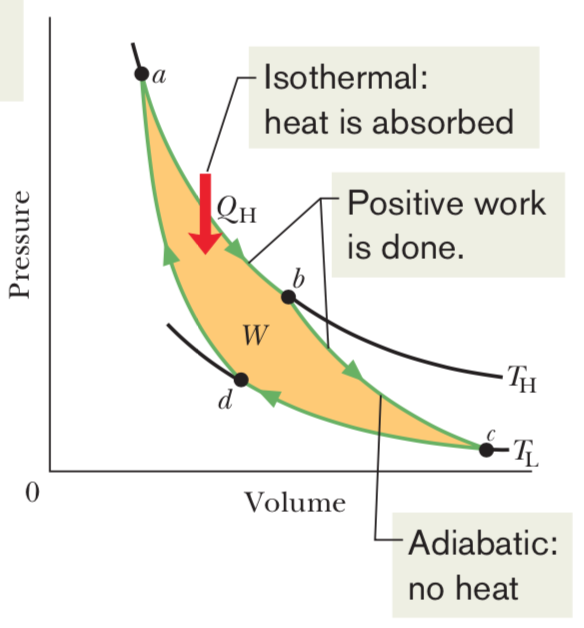 a
Isothermal:
heat is absorbed
Q_H
Positive work
is done.
Pressure
b
W
T_H
d
c
T_L
0
Volume
Adiabatic:
no heat